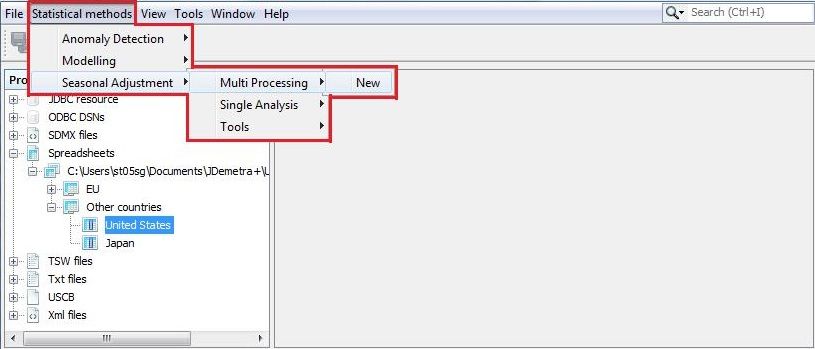 File Statistical methods View Tools Window Help Search (Ctrl+I)
Anomaly Detection
Modelling
Seasonal Adjustment Multi Processing New
Single Analysis
Tools
Pro
JDBC resource
ODBC DSNs
SDMX files
Spreadsheets
C:\Users\st05sg\Documents\JDemetra+\U
EU
Other countries
United States
Japan
TSW files
Txt files
USCB
Xml files